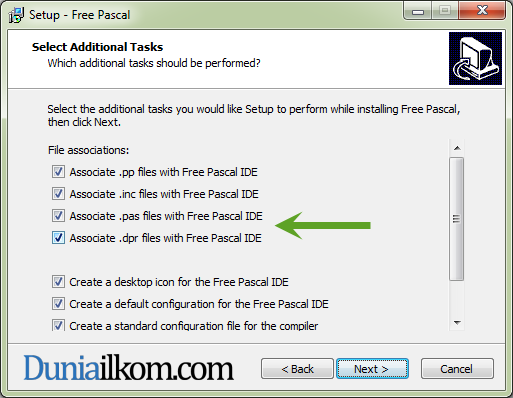 Setup - Free Pascal
Select Additional Tasks
Which additional tasks should be performed?
Select the additional tasks you would like Setup to perform while installing Free Pascal,
then click Next.
File associations:
Associate .pp files with Free Pascal IDE
Associate .inc files with Free Pascal IDE
Associate .pas files with Free Pascal IDE
Associate .dpr files with Free Pascal IDE
Create a desktop icon for the Free Pascal IDE
Create a default configuration for the Free Pascal IDE
Create a standard configuration file for the compiler
Duniailkom.com
< Back
Next >
Cancel